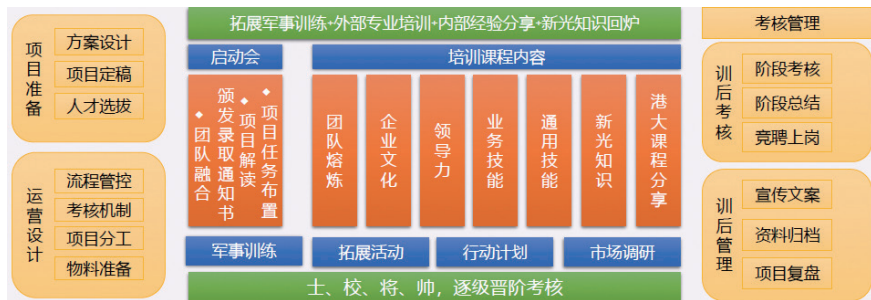 拓展军事训练+外部专业培训+内部经验分享+新光知识回炉
考核管理
项目准备
方案设计
项目定稿
人才选拔
运营设计
流程管控
考核机制
项目分工
物料准备
启动会
◆项目任务布置
◆项目解读
颁发录取通知书
◆团队融合
培训课程内容
团队熔炼
企业文化
领导力
业务技能
通用技能
新光知识
港大课程分享
军事训练
拓展活动
行动计划
市场调研
士、校、将、帅，逐级晋阶考核
训后考核
阶段考核
阶段总结
竞聘上岗
训后管理
宣传文案
资料归档
项目复盘